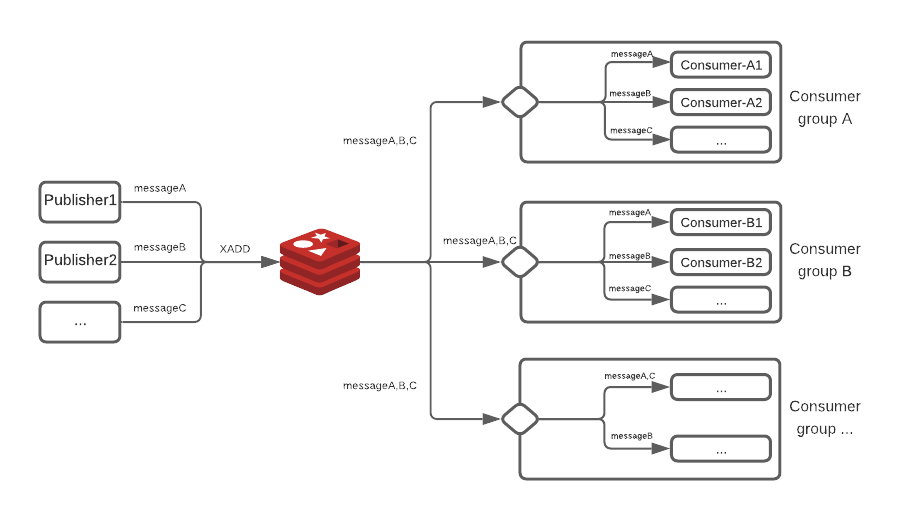 Publisher1
messageA
Publisher2
messageB
...
messageC
XADD
messageA,B,C
messageA,B,C
messageA,B,C
messageA
Consumer-A1
messageB
Consumer-A2
messageC
...
Consumer
group A
messageA
Consumer-B1
messageB
Consumer-B2
messageC
...
Consumer
group B
messageA,C
...
messageB
...
Consumer
group ...